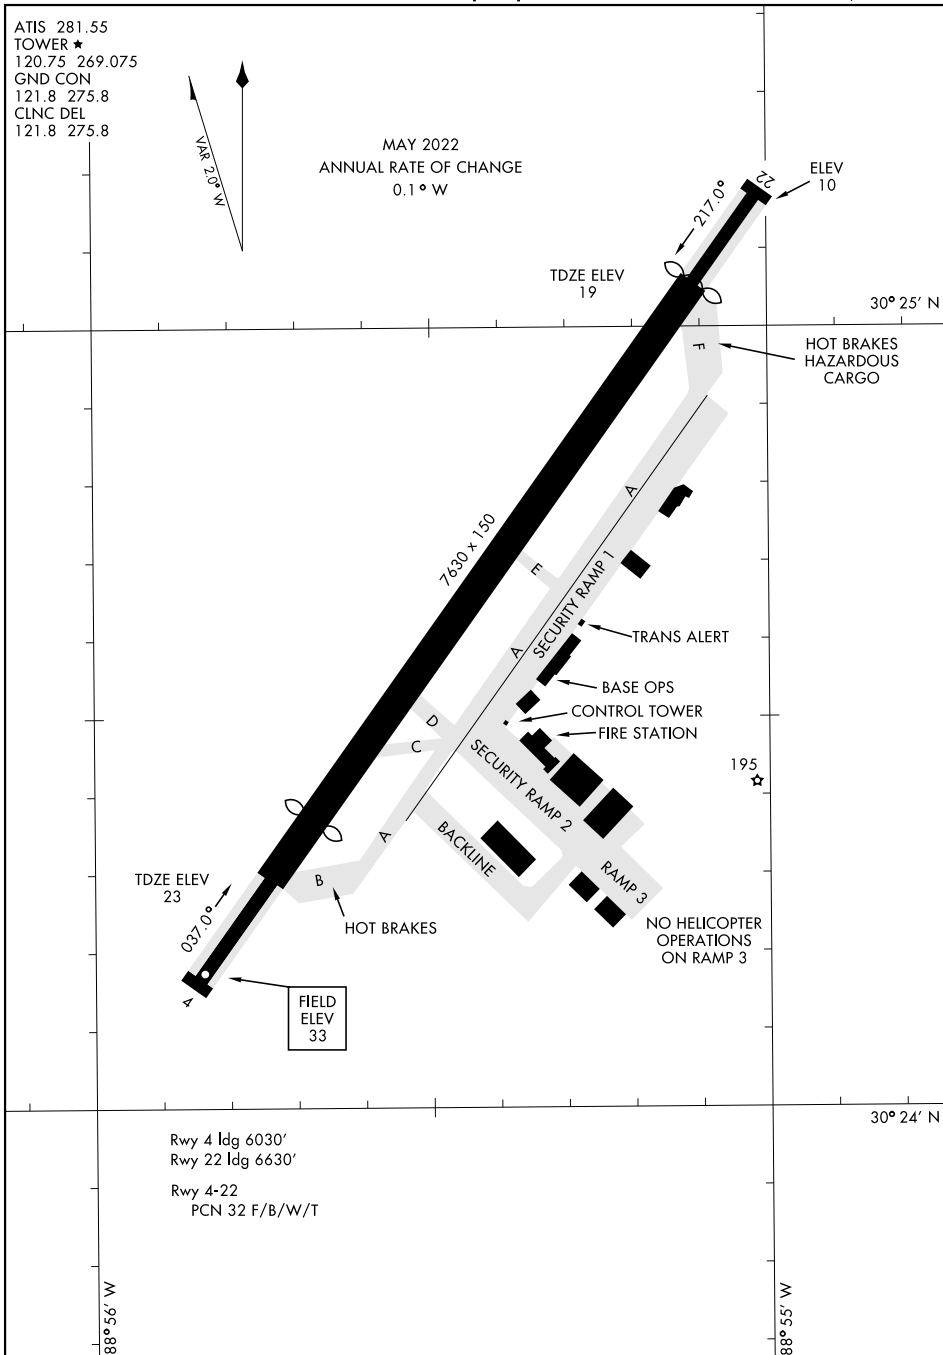 ATIS 281.55
TOWER ★
120.75 269.075
GND CON
121.8 275.8
CLNC DEL
121.8 275.8
VAR 2.0° W
MAY 2022
ANNUAL RATE OF CHANGE
0.1° W
22
ELEV
10
217.0°
TDZE ELEV
19
30° 25' N
F
HOT BRAKES
HAZARDOUS
CARGO
A
7630 x 150
E
SECURITY RAMP 1
TRANS ALERT
A
BASE OPS
CONTROL TOWER
FIRE STATION
D
C
SECURITY RAMP 2
195
A
BACKLINE
B
RAMP 3
TDZE ELEV
23
HOT BRAKES
037.0°
NO HELICOPTER
OPERATIONS
ON RAMP 3
4
FIELD
ELEV
33
30° 24' N
Rwy 4 ldg 6030'
Rwy 22 ldg 6630'
Rwy 4-22
PCN 32 F/B/W/T
88° 56' W
88° 55' W